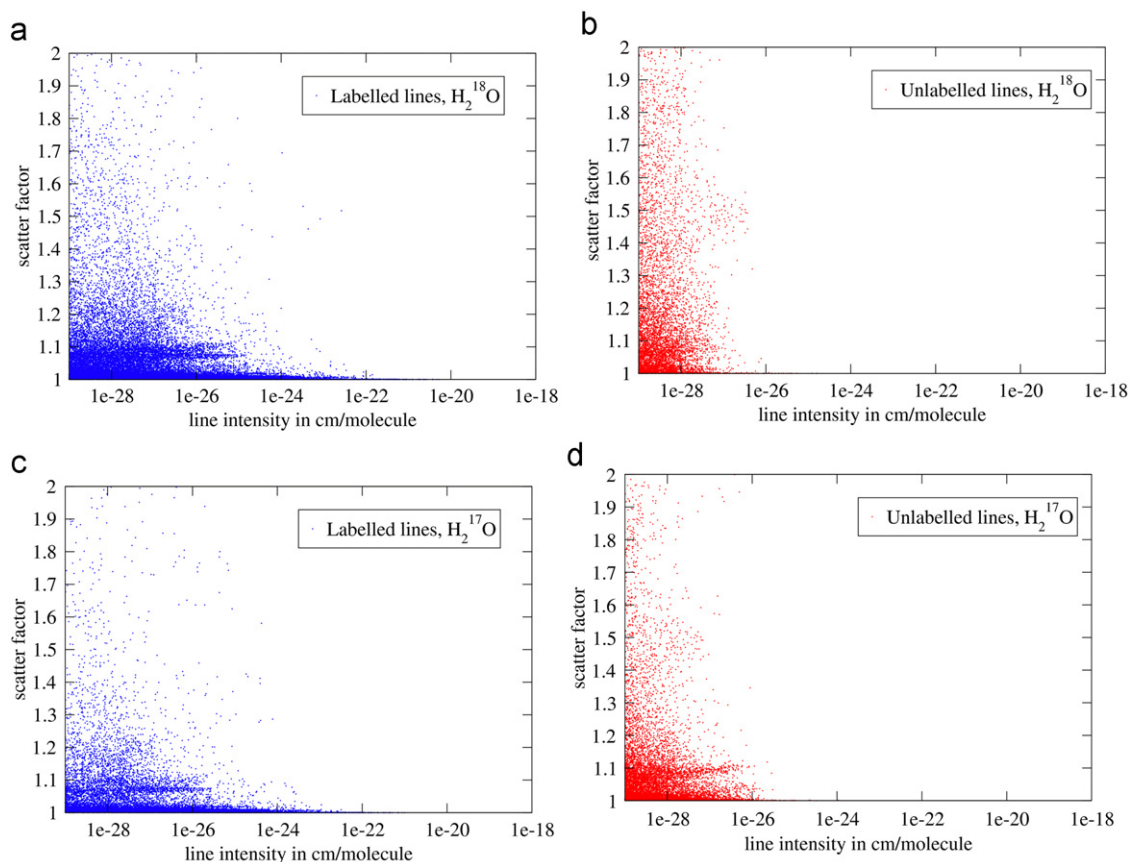 a
2
1.9
1.8
1.7
1.6
1.5
1.4
1.3
1.2
1.1
1
scatter factor
Labelled lines, H₂¹⁸O
1e-28 1e-26 1e-24 1e-22 1e-20 1e-18
line intensity in cm/molecule
b
2
1.9
1.8
1.7
1.6
1.5
1.4
1.3
1.2
1.1
1
scatter factor
Unlabelled lines, H₂¹⁸O
1e-28 1e-26 1e-24 1e-22 1e-20 1e-18
line intensity in cm/molecule
c
2
1.9
1.8
1.7
1.6
1.5
1.4
1.3
1.2
1.1
1
scatter factor
Labelled lines, H₂¹⁷O
1e-28 1e-26 1e-24 1e-22 1e-20 1e-18
line intensity in cm/molecule
d
2
1.9
1.8
1.7
1.6
1.5
1.4
1.3
1.2
1.1
1
scatter factor
Unlabelled lines, H₂¹⁷O
1e-28 1e-26 1e-24 1e-22 1e-20 1e-18
line intensity in cm/molecule